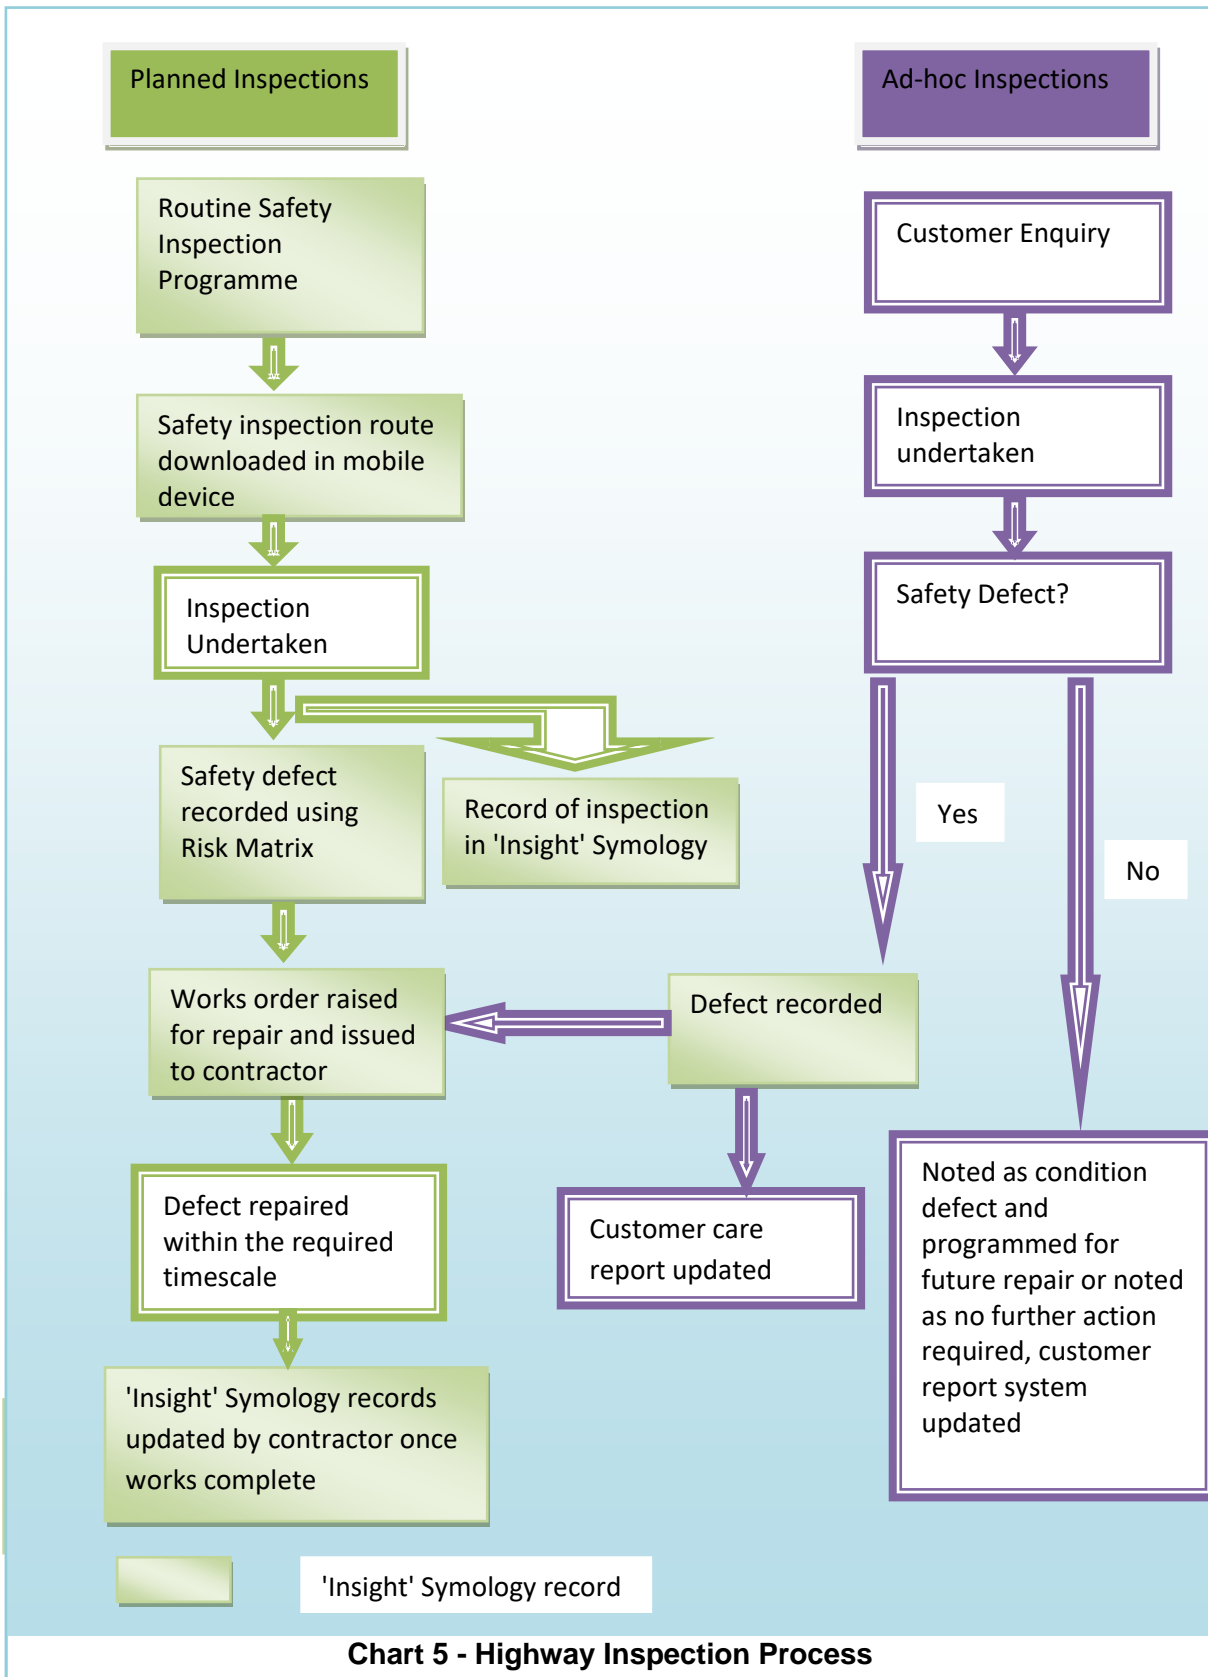 Planned Inspections
Ad-hoc Inspections
Routine Safety
Inspection
Programme
Safety inspection route
downloaded in mobile
device
Inspection
Undertaken
Safety defect
recorded using
Risk Matrix
Record of inspection
in 'Insight' Symology
Works order raised
for repair and issued
to contractor
Defect repaired
within the required
timescale
'Insight' Symology records
updated by contractor once
works complete
Customer Enquiry
Inspection
undertaken
Safety Defect?
Yes
No
Defect recorded
Customer care
report updated
Noted as condition
defect and
programmed for
future repair or noted
as no further action
required, customer
report system
updated
'Insight' Symology record
Chart 5 - Highway Inspection Process